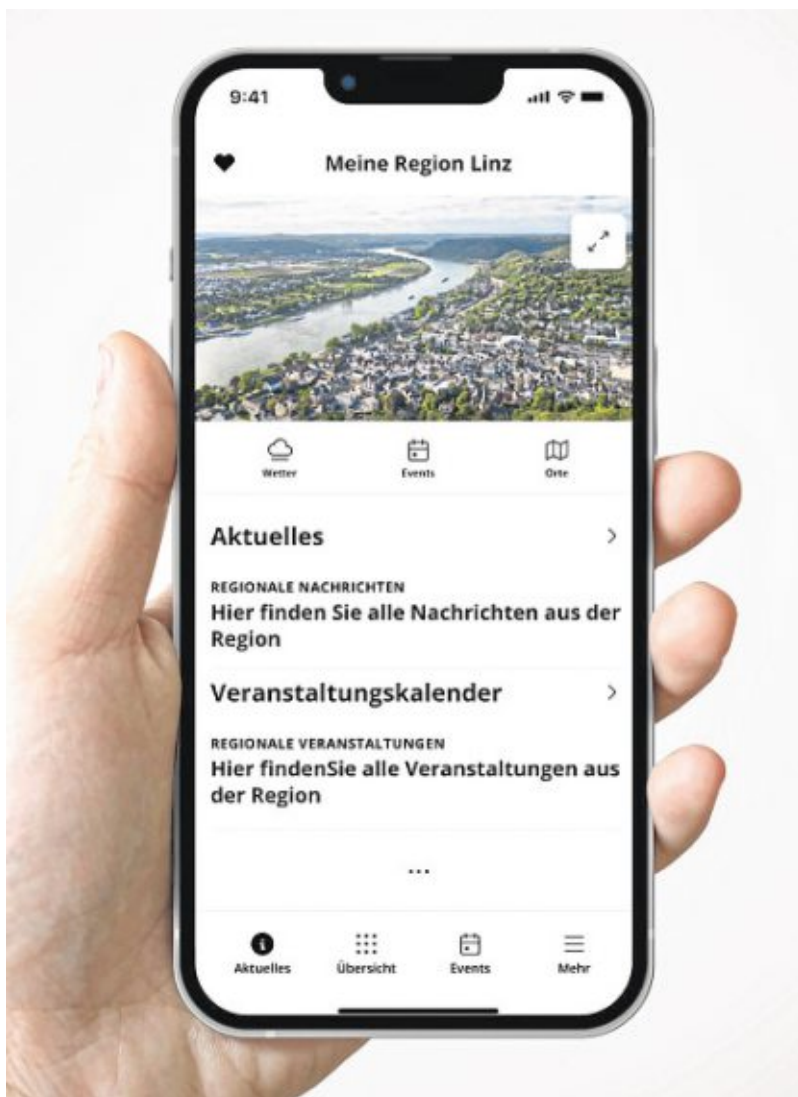 9:41
Meine Region Linz
Wetter
Events
Orte
Aktuelles
REGIONALE NACHRICHTEN
Hier finden Sie alle Nachrichten aus der
Region
Veranstaltungskalender
REGIONALE VERANSTALTUNGEN
Hier findenSie alle Veranstaltungen aus
der Region
...
Aktuelles
Übersicht
Events
Mehr